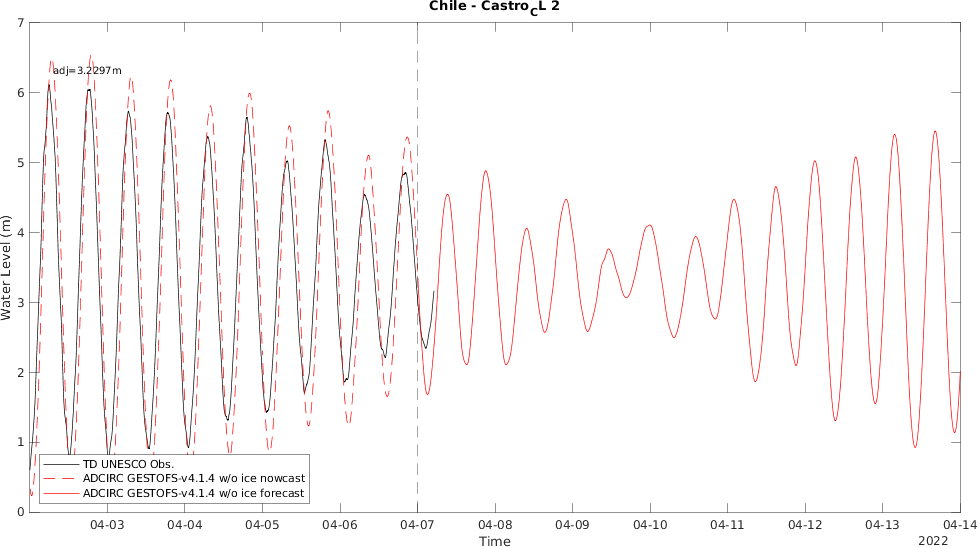 Chile - Castro_CL 2
adj=3.2297m
Water Level (m)
7
6
5
4
3
2
1
0
TD UNESCO Obs.
ADCIRC GESTOFS-v4.1.4 w/o ice nowcast
ADCIRC GESTOFS-v4.1.4 w/o ice forecast
04-03 04-04 04-05 04-06 04-07 04-08 04-09 04-10 04-11 04-12 04-13 04-14
Time
2022